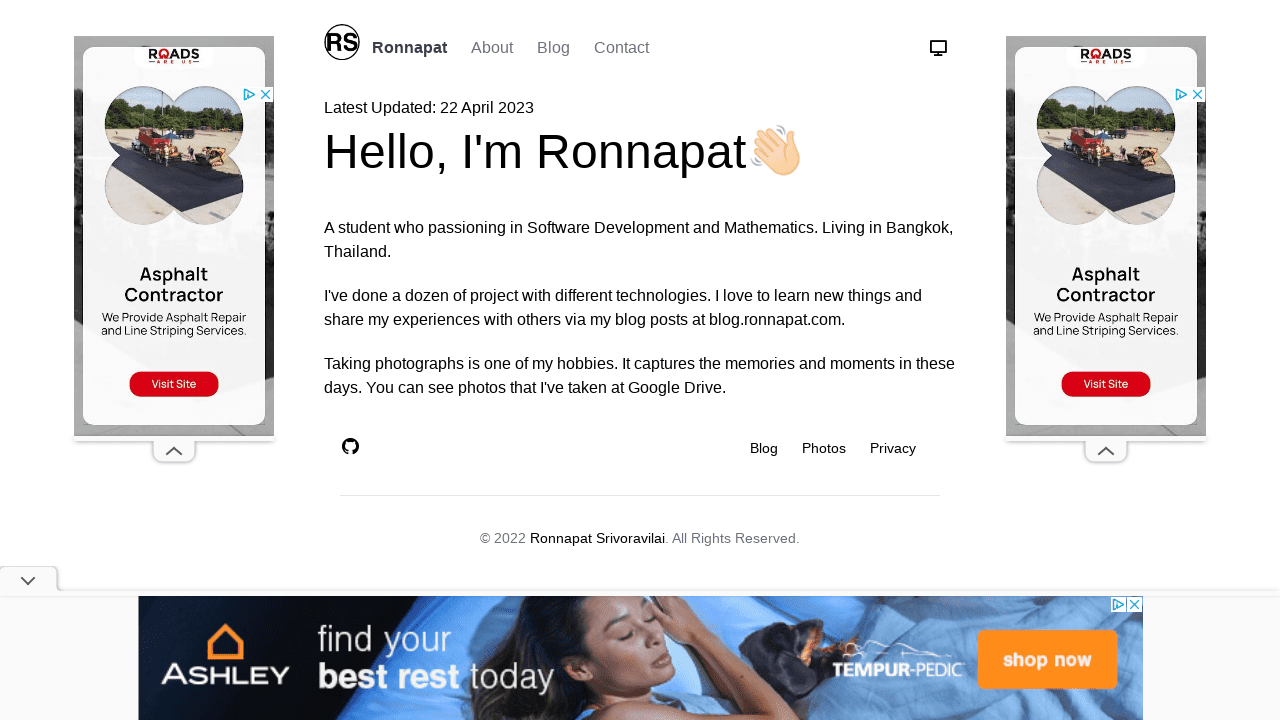 RS Ronnapat About Blog Contact
Latest Updated: 22 April 2023
Hello, I'm Ronnapat👋🏼
A student who passioning in Software Development and Mathematics. Living in Bangkok,
Thailand.
I've done a dozen of project with different technologies. I love to learn new things and
share my experiences with others via my blog posts at blog.ronnapat.com.
Taking photographs is one of my hobbies. It captures the memories and moments in these
days. You can see photos that I've taken at Google Drive.
Blog Photos Privacy
© 2022 Ronnapat Srivoravilai. All Rights Reserved.
ROADS
ARE US
Asphalt
Contractor
We Provide Asphalt Repair
and Line Striping Services.
Visit Site
ROADS
ARE US
Asphalt
Contractor
We Provide Asphalt Repair
and Line Striping Services.
Visit Site
ASHLEY
find your
best rest today
TEMPUR-PEDIC
shop now